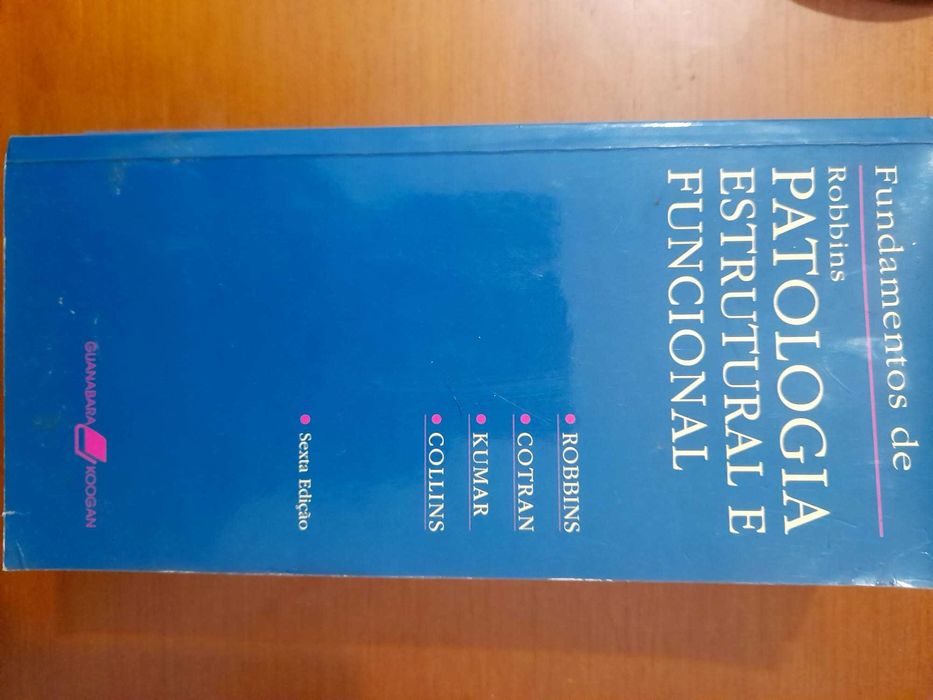 Fundamentos de
Robbins
PATOLOGIA
ESTRUTURAL E
FUNCIONAL
• ROBBINS
• COTRAN
• KUMAR
• COLLINS
• Sexta Edição
GUANABARA KOOGAN